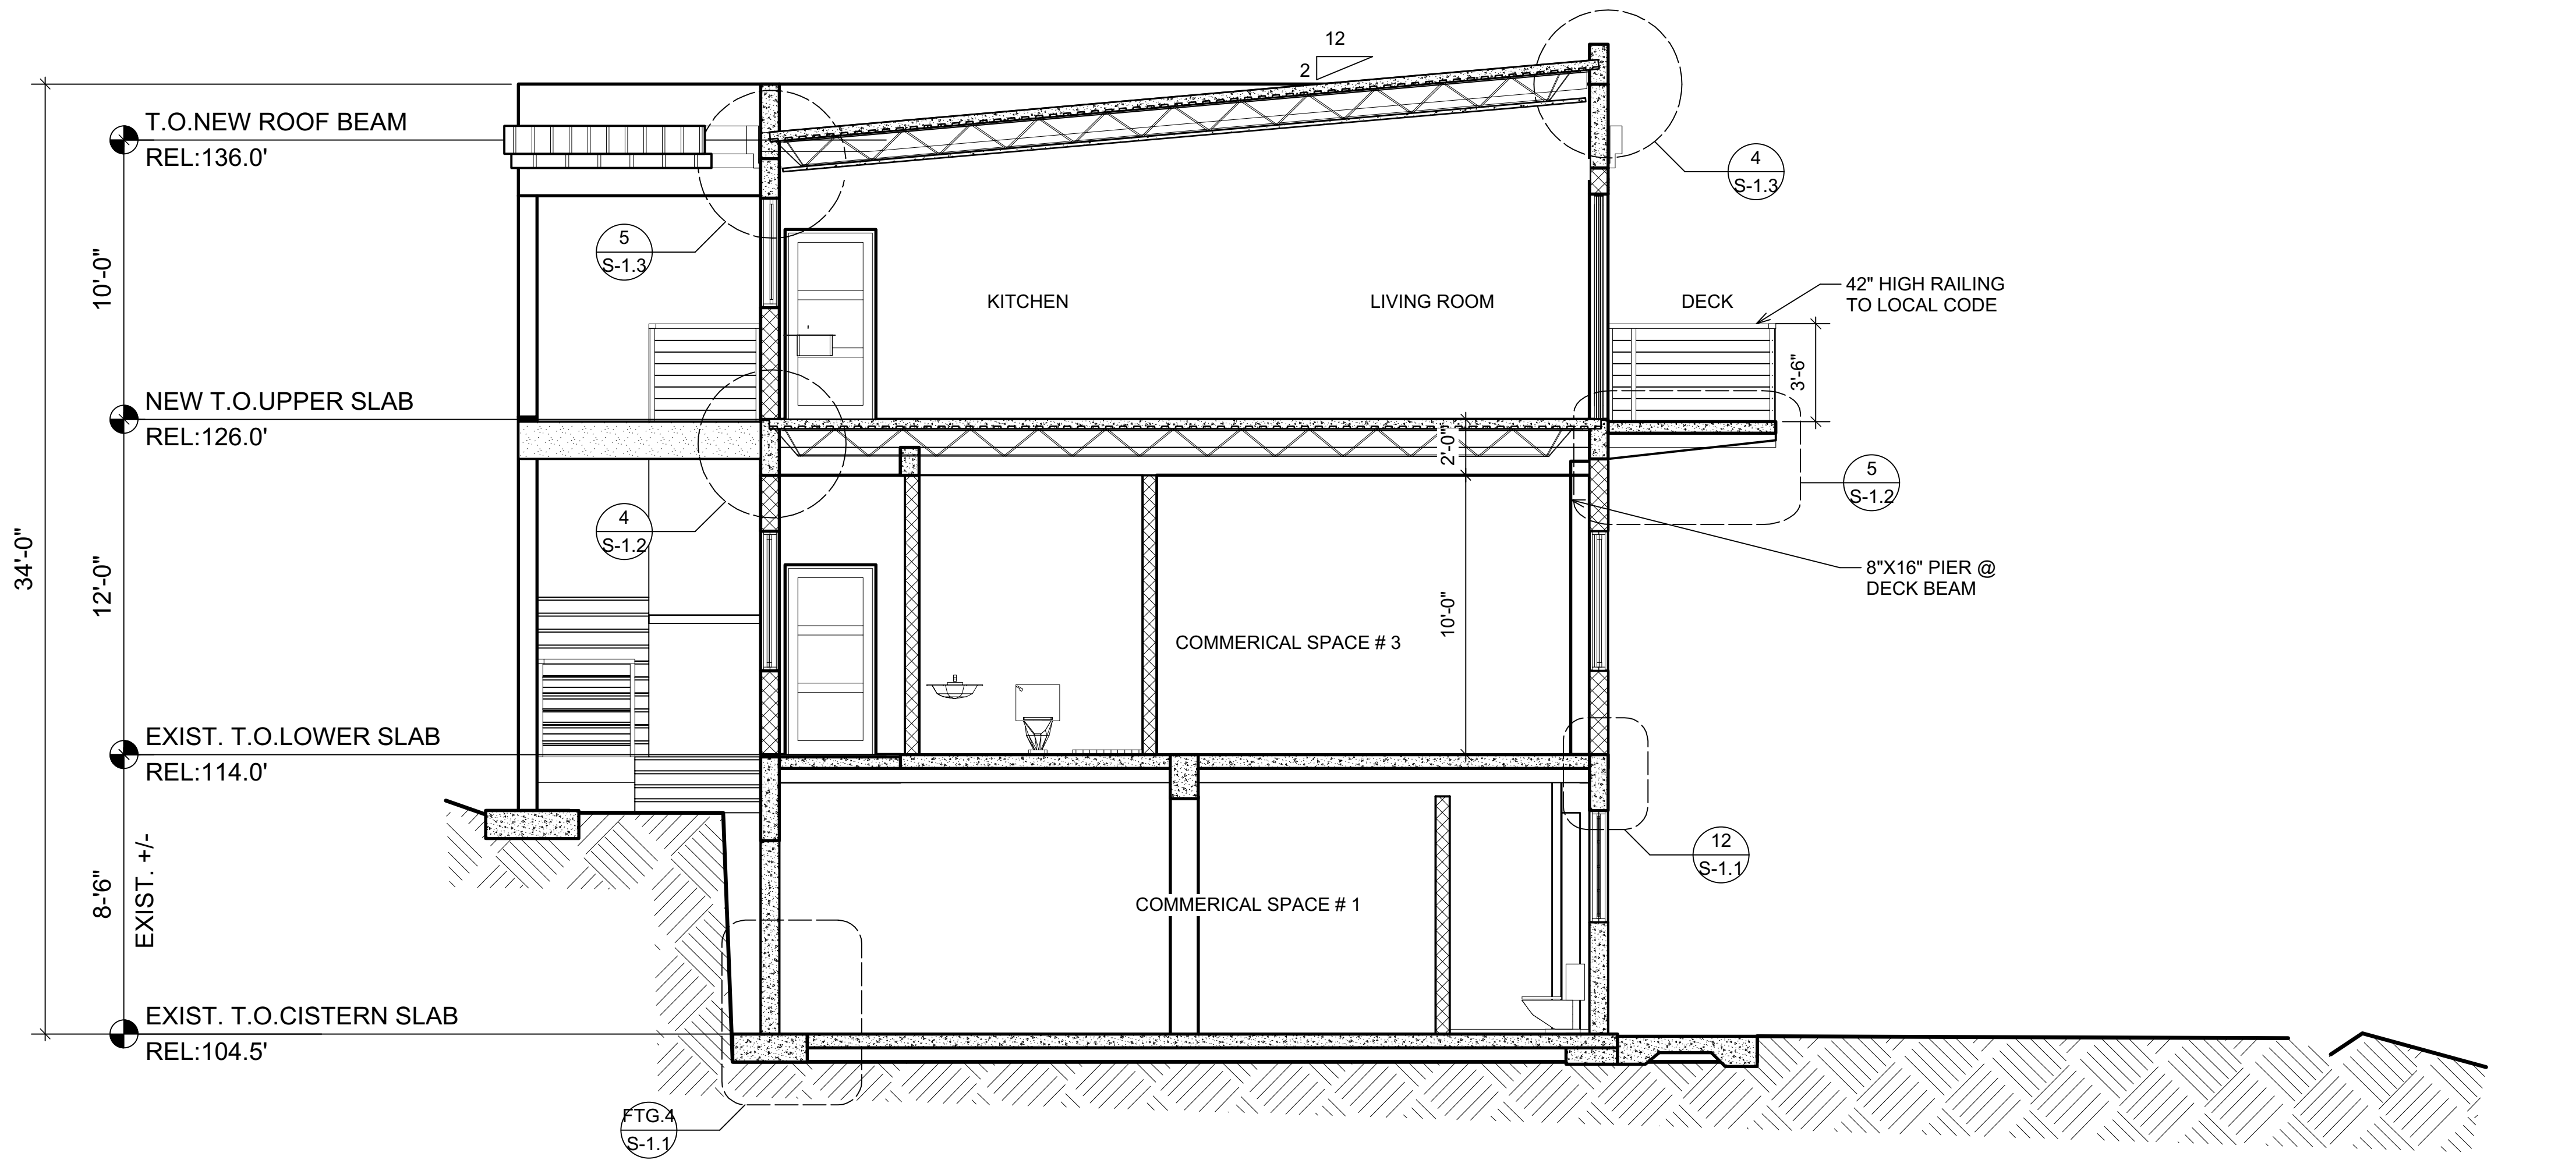 12
2
T.O.NEW ROOF BEAM
REL:136.0'
4
S-1.3
5
S-1.3
10'-0"
KITCHEN
LIVING ROOM
DECK
42" HIGH RAILING
TO LOCAL CODE
3'-6"
NEW T.O.UPPER SLAB
REL:126.0'
2'-0"
5
S-1.2
4
S-1.2
34'-0"
12'-0"
10'-0"
8"X16" PIER @
DECK BEAM
COMMERICAL SPACE # 3
EXIST. T.O.LOWER SLAB
REL:114.0'
12
S-1.1
8-'6"
EXIST. +/-
COMMERICAL SPACE # 1
EXIST. T.O.CISTERN SLAB
REL:104.5'
FTG.4
S-1.1